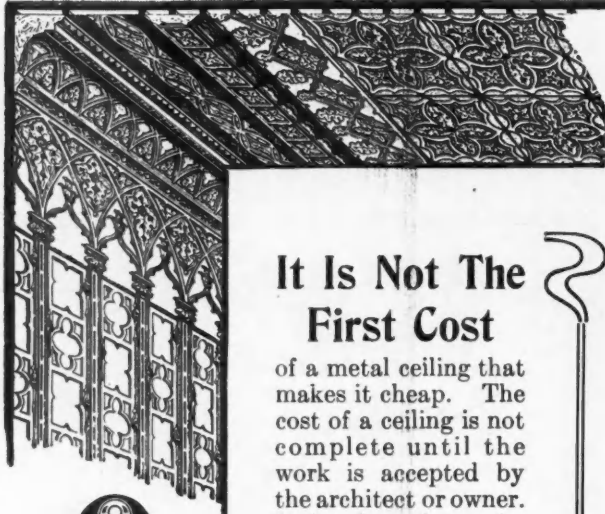 It Is Not The
First Cost
of a metal ceiling that
makes it cheap. The
cost of a ceiling is not
complete until the
work is accepted by
the architect or owner.